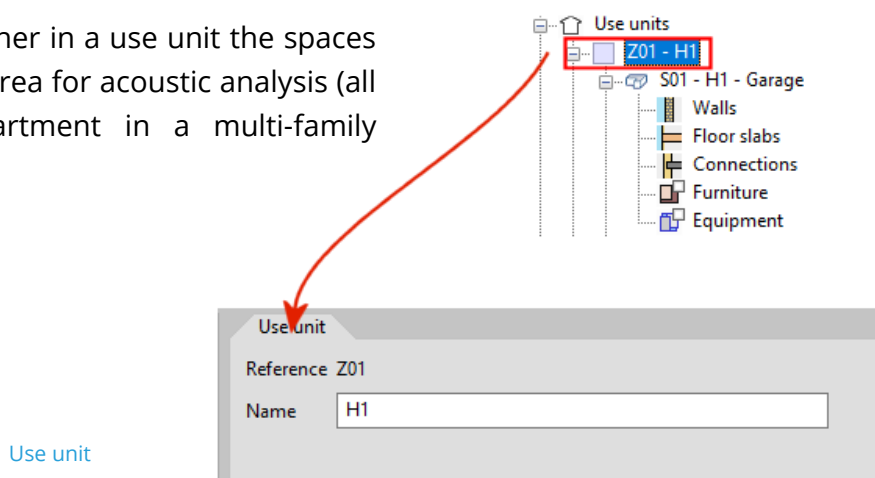 her in a use unit the spaces
rea for acoustic analysis (all
artment in a multi-family
Use units
Z01 - H1
S01 - H1 - Garage
Walls
Floor slabs
Connections
Furniture
Equipment
Use unit
Reference Z01
Name H1
Use unit